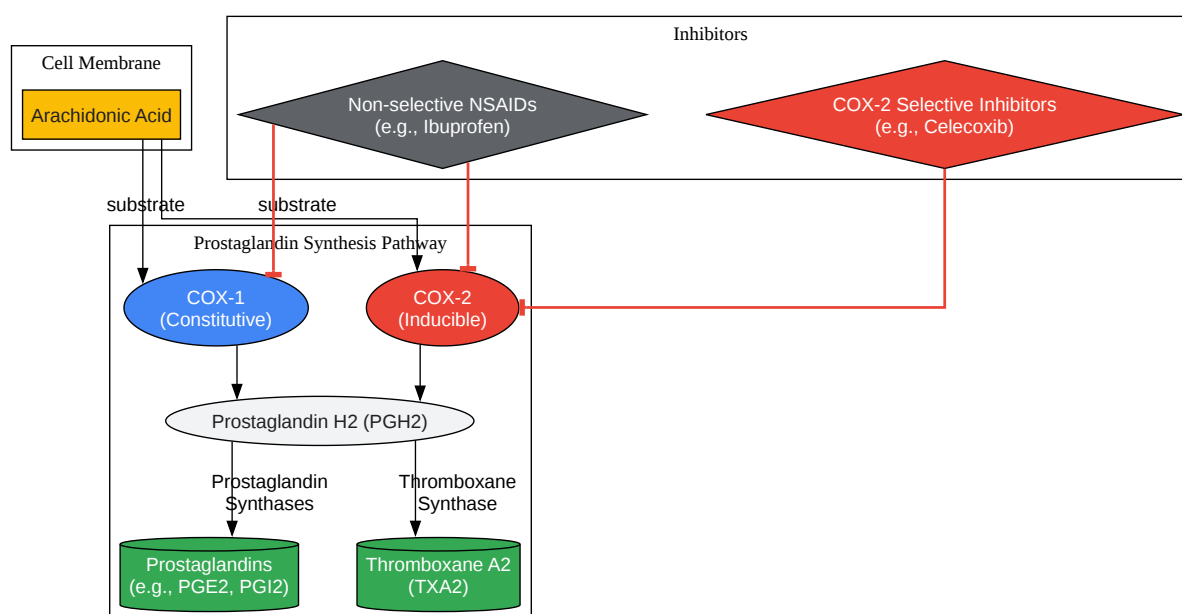 Inhibitors
Cell Membrane
Arachidonic Acid
Non-selective NSAIDs
(e.g., Ibuprofen)
COX-2 Selective Inhibitors
(e.g., Celecoxib)
substrate
substrate
Prostaglandin Synthesis Pathway
COX-1
(Constitutive)
COX-2
(Inducible)
Prostaglandin H2 (PGH2)
Prostaglandin
Synthases
Thromboxane
Synthase
Prostaglandins
(e.g., PGE2, PGI2)
Thromboxane A2
(TXA2)